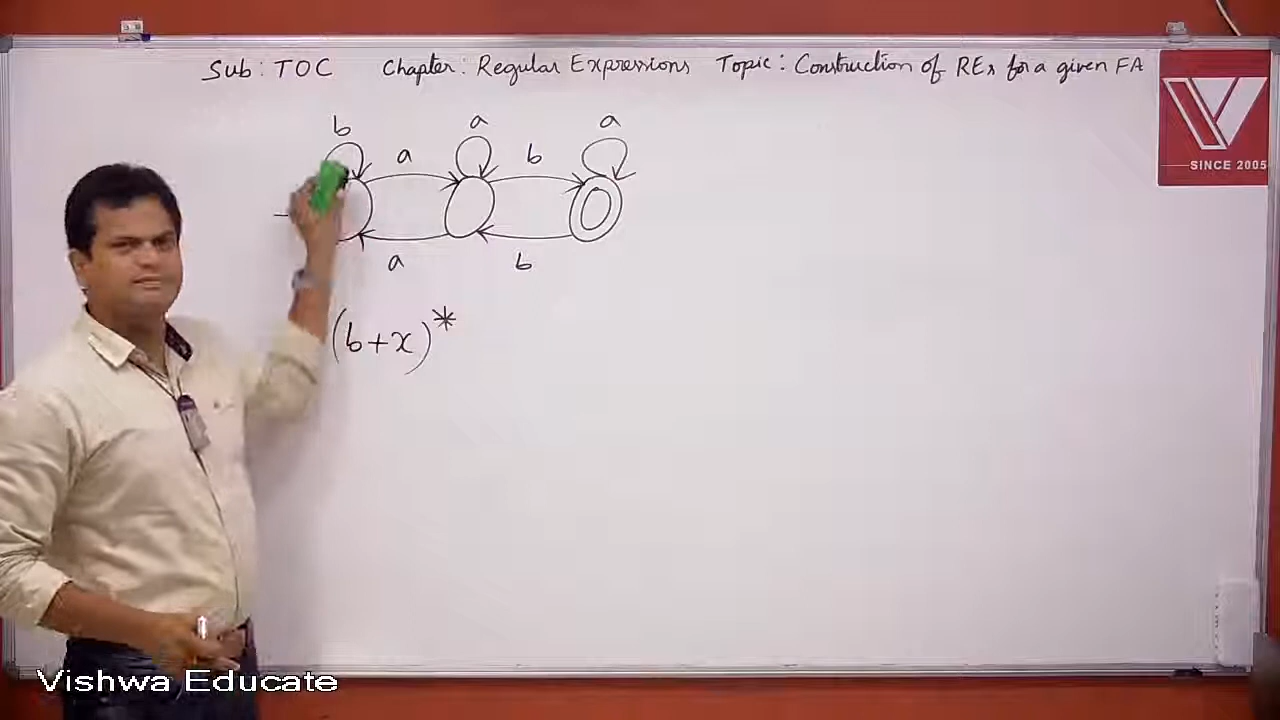 Sub : TOC Chapter : Regular Expressions Topic : Construction of REs for a given FA
SINCE 2005
b a a
a b
a b
(b+x)*
Vishwa Educate